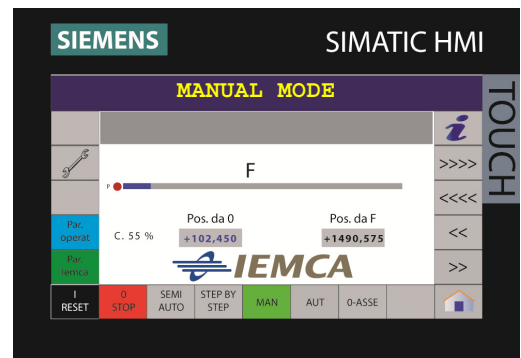 SIEMENS
SIMATIC HMI
TOUCH
MANUAL MODE
i
>>>>
F
P
<<<<
Par.
operat
C. 55 %
Pos. da 0
+102,450
Pos. da F
+1490,575
<<
Par.
Iemca
IEMCA
>>
I
RESET
0
STOP
SEMI
AUTO
STEP BY
STEP
MAN
AUT
0-ASSE